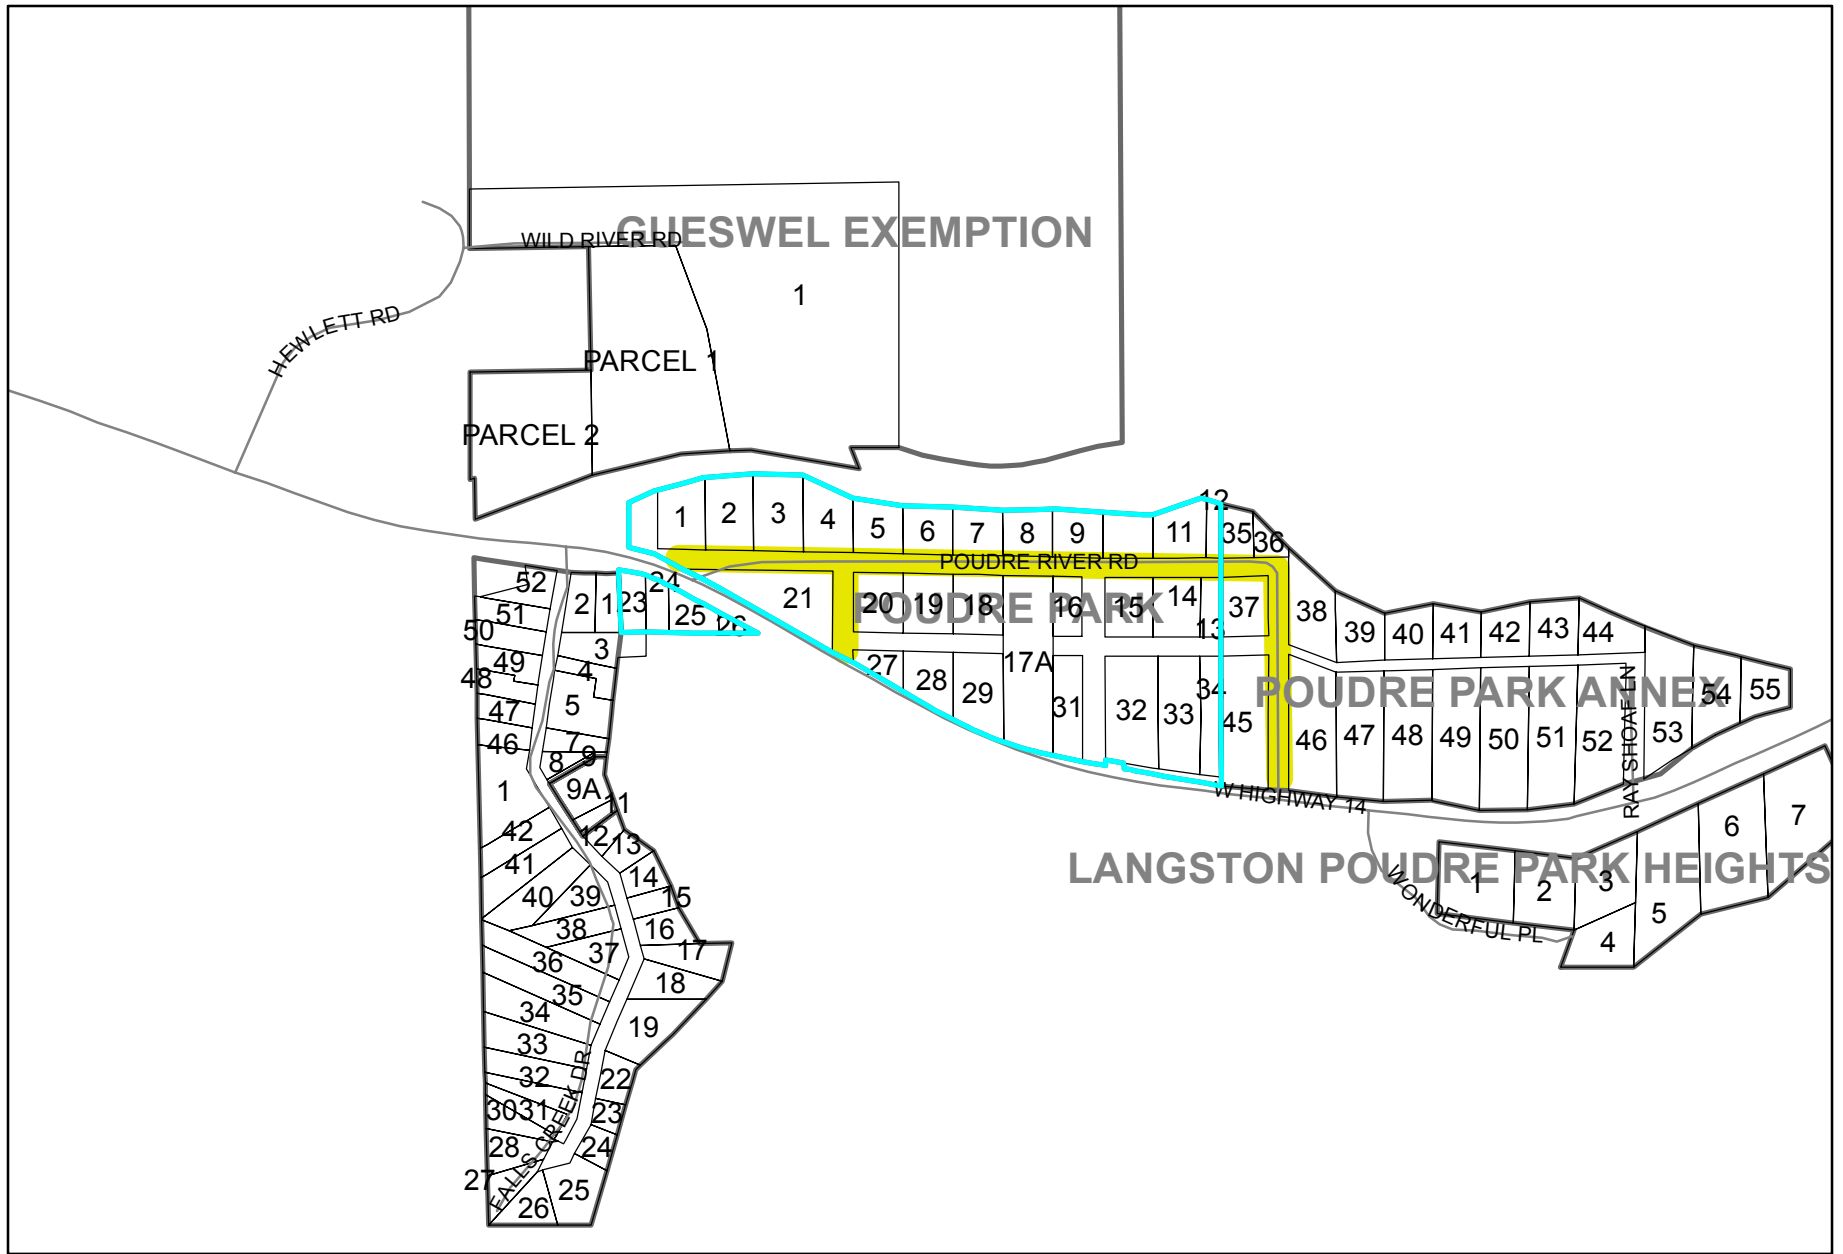 GUESWEL EXEMPTION
WILD RIVER RD
1
HEWLETT RD
PARCEL 1
PARCEL 2
12
1 2 3 4 5 6 7 8 9 11 35 36
POUDRE RIVER RD
24
52 2 1 23 25 26 21 20 19 18 16 15 14 37 38 39 40 41 42 43 44
POUDRE PARK
13
51
50
49 3
48 4
27 28 29 17A 31 32 33 34 45
POUDRE PARK ANNEX
54 55
47 5
46 7
46 47 48 49 50 51 52 53
RAY SHOAF LN
8 9
1 9A 11
W HIGHWAY 14
42 12 13
6 7
LANGSTON POUDRE PARK HEIGHTS
41 14
1 2 3
40 39 15
WONDERFUL PL
5
4
38 16
36 37 17
35 18
34 19
33
32 22
30 31 23
FALLS CREEK DR
28 24
27 25
26